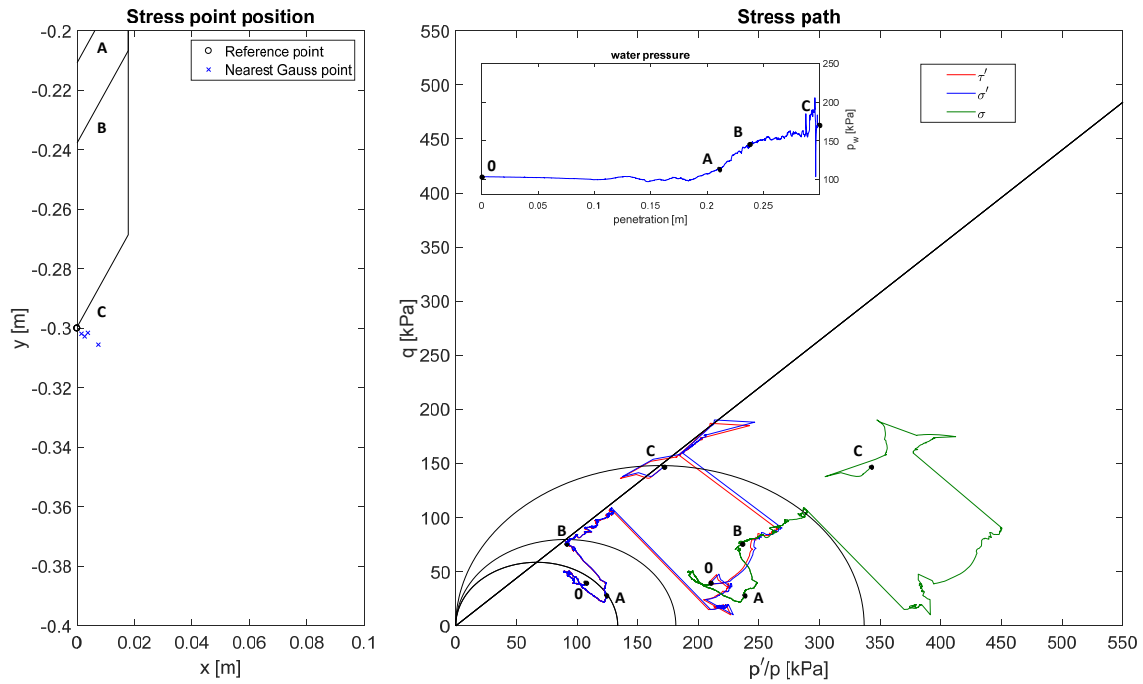 Stress point position
-0.2
-0.22
-0.24
-0.26
-0.28
-0.3
-0.32
-0.34
-0.36
-0.38
-0.4
y [m]
A
B
C
Reference point
Nearest Gauss point
0
0.02
0.04
0.06
0.08
0.1
x [m]
Stress path
550
500
450
400
350
300
250
200
150
100
50
0
q [kPa]
water pressure
250
200
150
100
p_w [kPa]
0
A
B
C
0
0.05
0.1
0.15
0.2
0.25
penetration [m]
τ′
σ′
σ
C
C
B
B
0
0
A
A
0
50
100
150
200
250
300
350
400
450
500
550
p′/p [kPa]